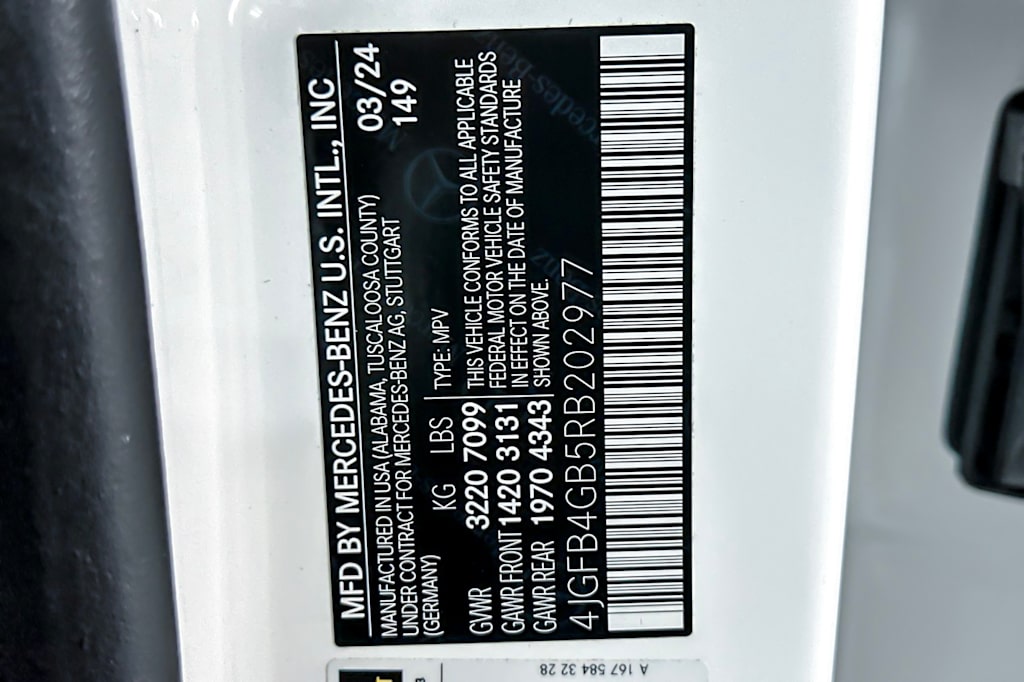 MFD BY MERCEDES-BENZ U.S. INTL., INC
MANUFACTURED IN USA (ALABAMA, TUSCALOOSA COUNTY) 03/24
UNDER CONTRACT FOR MERCEDES-BENZ AG, STUTTGART 149
(GERMANY)
KG LBS TYPE: MPV
GVWR 3220 7099 THIS VEHICLE CONFORMS TO ALL APPLICABLE
GAWR FRONT 1420 3131 FEDERAL MOTOR VEHICLE SAFETY STANDARDS
IN EFFECT ON THE DATE OF MANUFACTURE
GAWR REAR 1970 4343 SHOWN ABOVE.
4JGFB4GB5RB202977
A 167 584 32 28